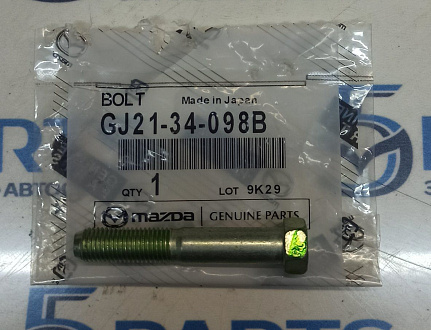 BOLT Made in Japan
GJ21-34-098B
QTY 1 LOT 9K29
mazda GENUINE PARTS